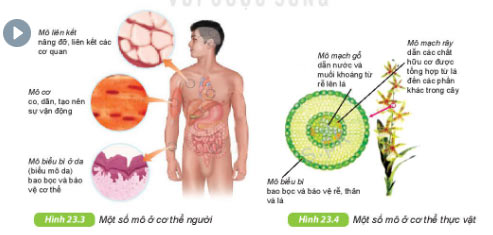 VỚI CUỘC SỐNG
Mô liên kết
nâng đỡ, liên kết các
cơ quan
Mô cơ
co, dãn, tạo nên
sự vận động
Mô biểu bì ở da
(biểu mô da)
bao bọc và bảo
vệ cơ thể
Hình 23.3 Một số mô ở cơ thể người
Mô mạch gỗ
dẫn nước và
muối khoáng từ
rễ lên lá
Mô mạch rây
dẫn các chất
hữu cơ được
tổng hợp từ lá
đến các phần
khác trong cây
Mô biểu bì
bao bọc và bảo vệ rễ, thân
và lá
Hình 23.4 Một số mô ở cơ thể thực vật